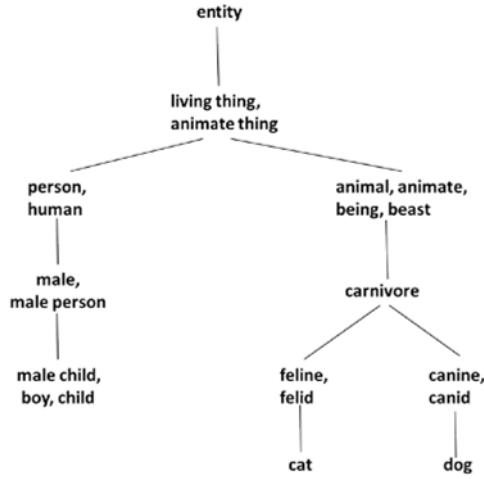 entity
living thing,
animate thing
person,
human
animal, animate,
being, beast
male,
male person
carnivore
male child,
boy, child
feline,
felid
canine,
canid
cat
dog